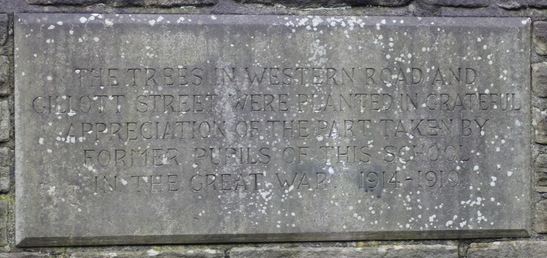 THE TREES IN WESTERN ROAD AND
GILLOTT STREET WERE PLANTED IN GRATEFUL
APPRECIATION OF THE PART TAKEN BY
FORMER PUPILS OF THIS SCHOOL
IN THE GREAT WAR 1914-1919.